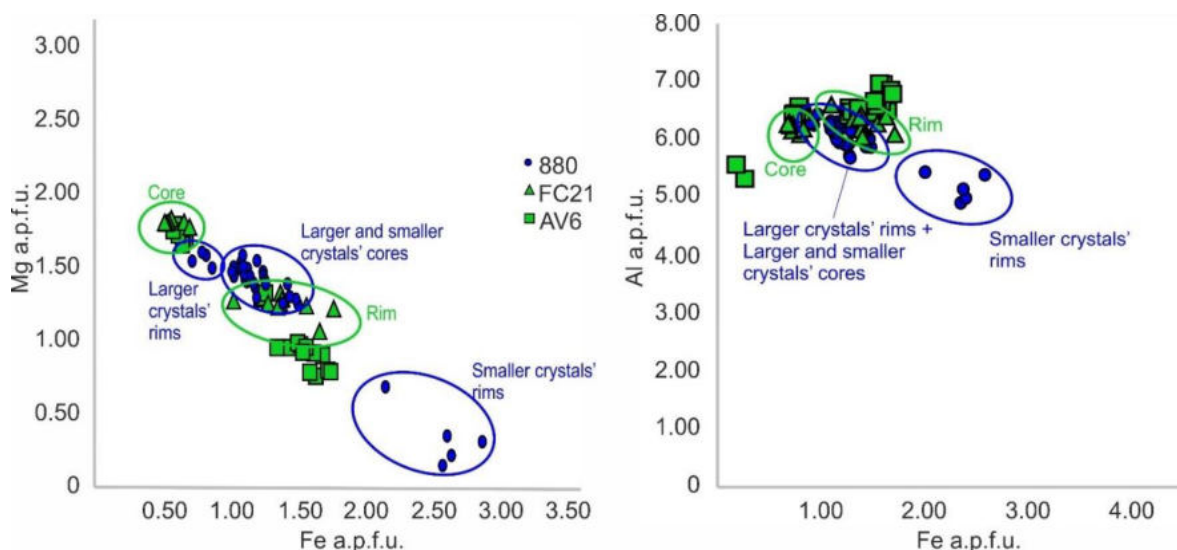 3.00
2.50
2.00
1.50
1.00
0.50
0
Mg a.p.f.u.
0.50 1.00 1.50 2.00 2.50 3.00 3.50
Fe a.p.f.u.
Core
Larger crystals'
rims
Larger and smaller
crystals' cores
Rim
Smaller crystals'
rims
880
FC21
AV6
8.00
7.00
6.00
5.00
4.00
3.00
2.00
1.00
0
Al a.p.f.u.
1.00 2.00 3.00 4.00
Fe a.p.f.u.
Core
Rim
Larger crystals' rims +
Larger and smaller
crystals' cores
Smaller crystals'
rims